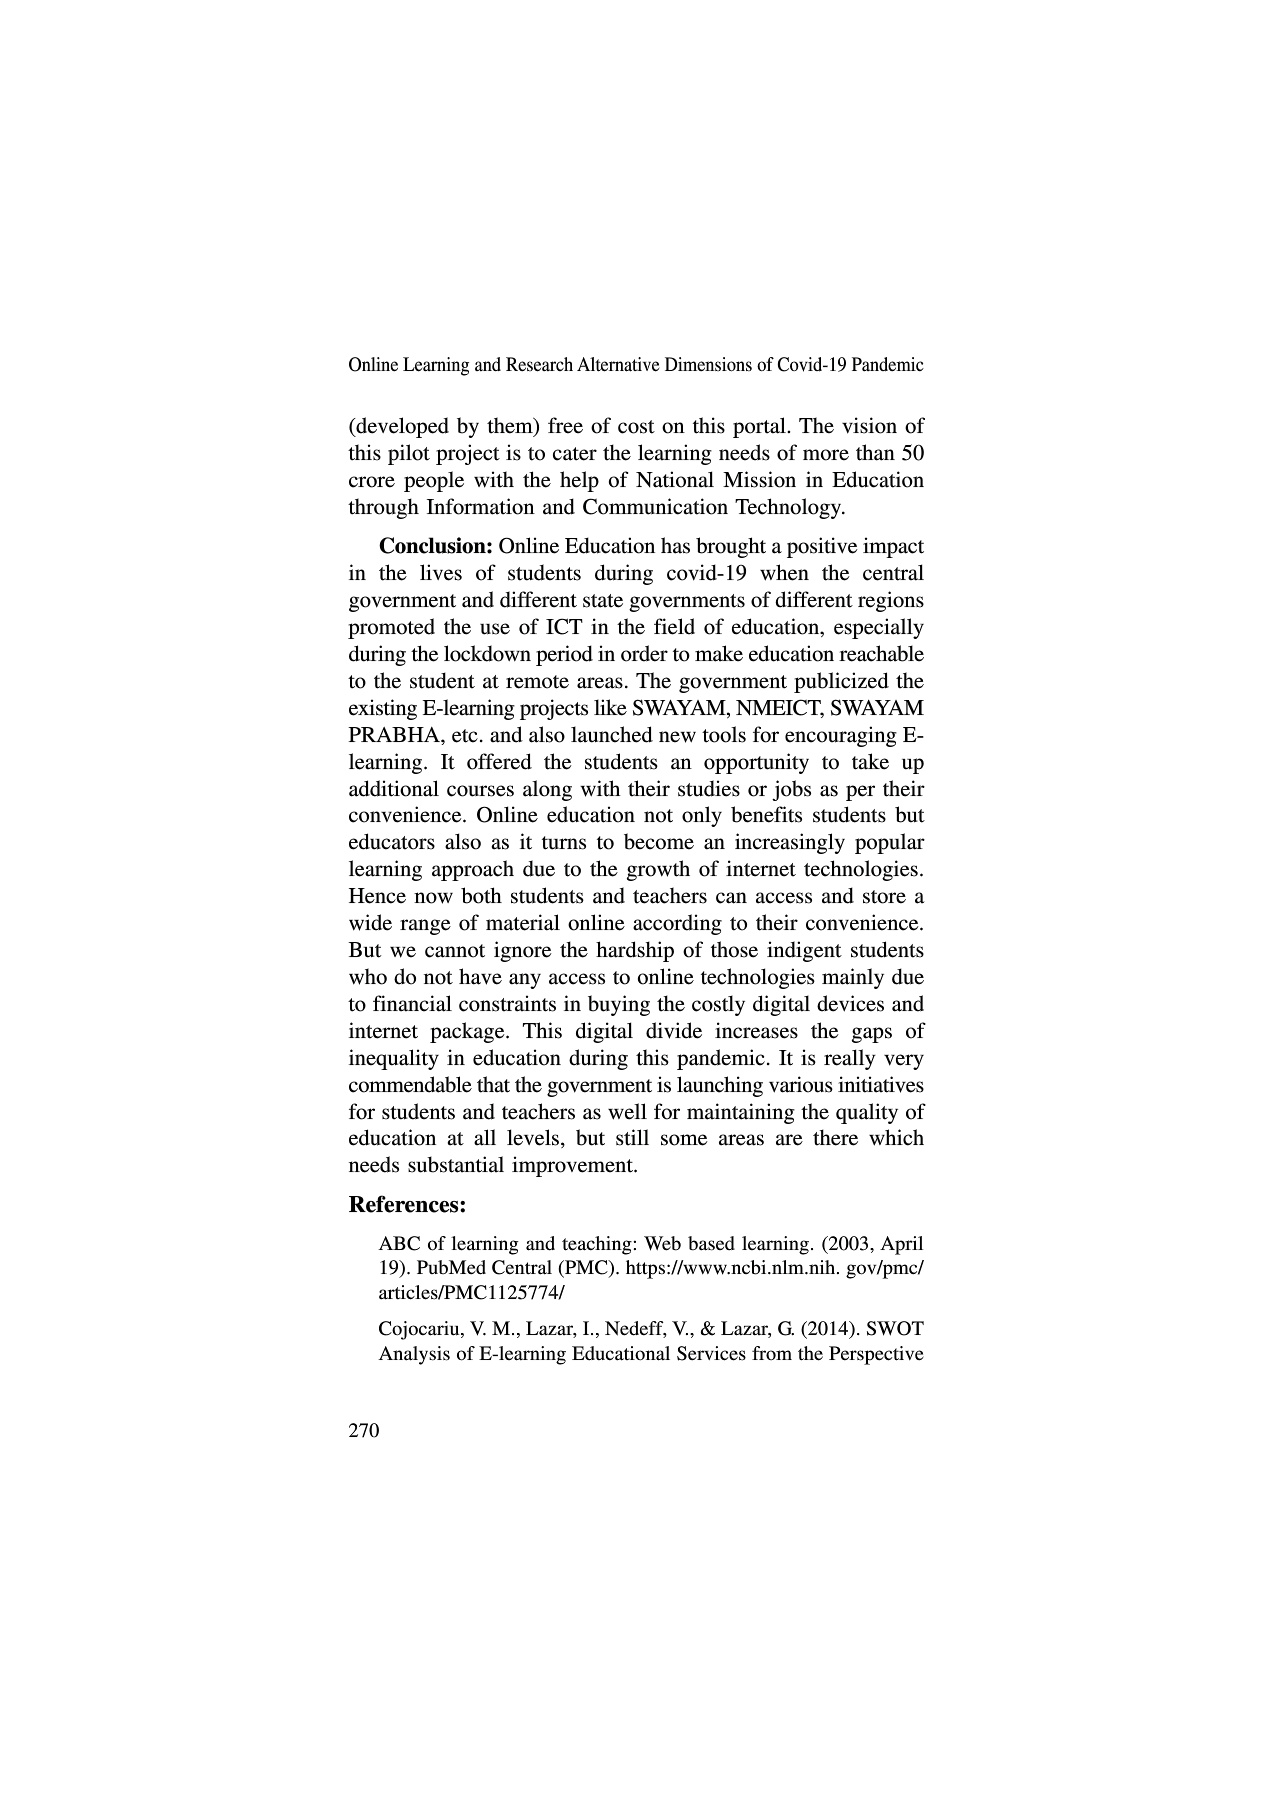 Online Learning and Research Alternative Dimensions of Covid-19 Pandemic
(developed by them) free of cost on this portal. The vision of
this pilot project is to cater the learning needs of more than 50
crore people with the help of National Mission in Education
through Information and Communication Technology.
Conclusion: Online Education has brought a positive impact
in the lives of students during covid-19 when the central
government and different state governments of different regions
promoted the use of ICT in the field of education, especially
during the lockdown period in order to make education reachable
to the student at remote areas. The government publicized the
existing E-learning projects like SWAYAM, NMEICT, SWAYAM
PRABHA, etc. and also launched new tools for encouraging E-
learning. It offered the students an opportunity to take up
additional courses along with their studies or jobs as per their
convenience. Online education not only benefits students but
educators also as it turns to become an increasingly popular
learning approach due to the growth of internet technologies.
Hence now both students and teachers can access and store a
wide range of material online according to their convenience.
But we cannot ignore the hardship of those indigent students
who do not have any access to online technologies mainly due
to financial constraints in buying the costly digital devices and
internet package. This digital divide increases the gaps of
inequality in education during this pandemic. It is really very
commendable that the government is launching various initiatives
for students and teachers as well for maintaining the quality of
education at all levels, but still some areas are there which
needs substantial improvement.
References:
ABC of learning and teaching: Web based learning. (2003, April
19). PubMed Central (PMC). https://www.ncbi.nlm.nih. gov/pmc/
articles/PMC1125774/
Cojocariu, V. M., Lazar, I., Nedeff, V., & Lazar, G. (2014). SWOT
Analysis of E-learning Educational Services from the Perspective
270